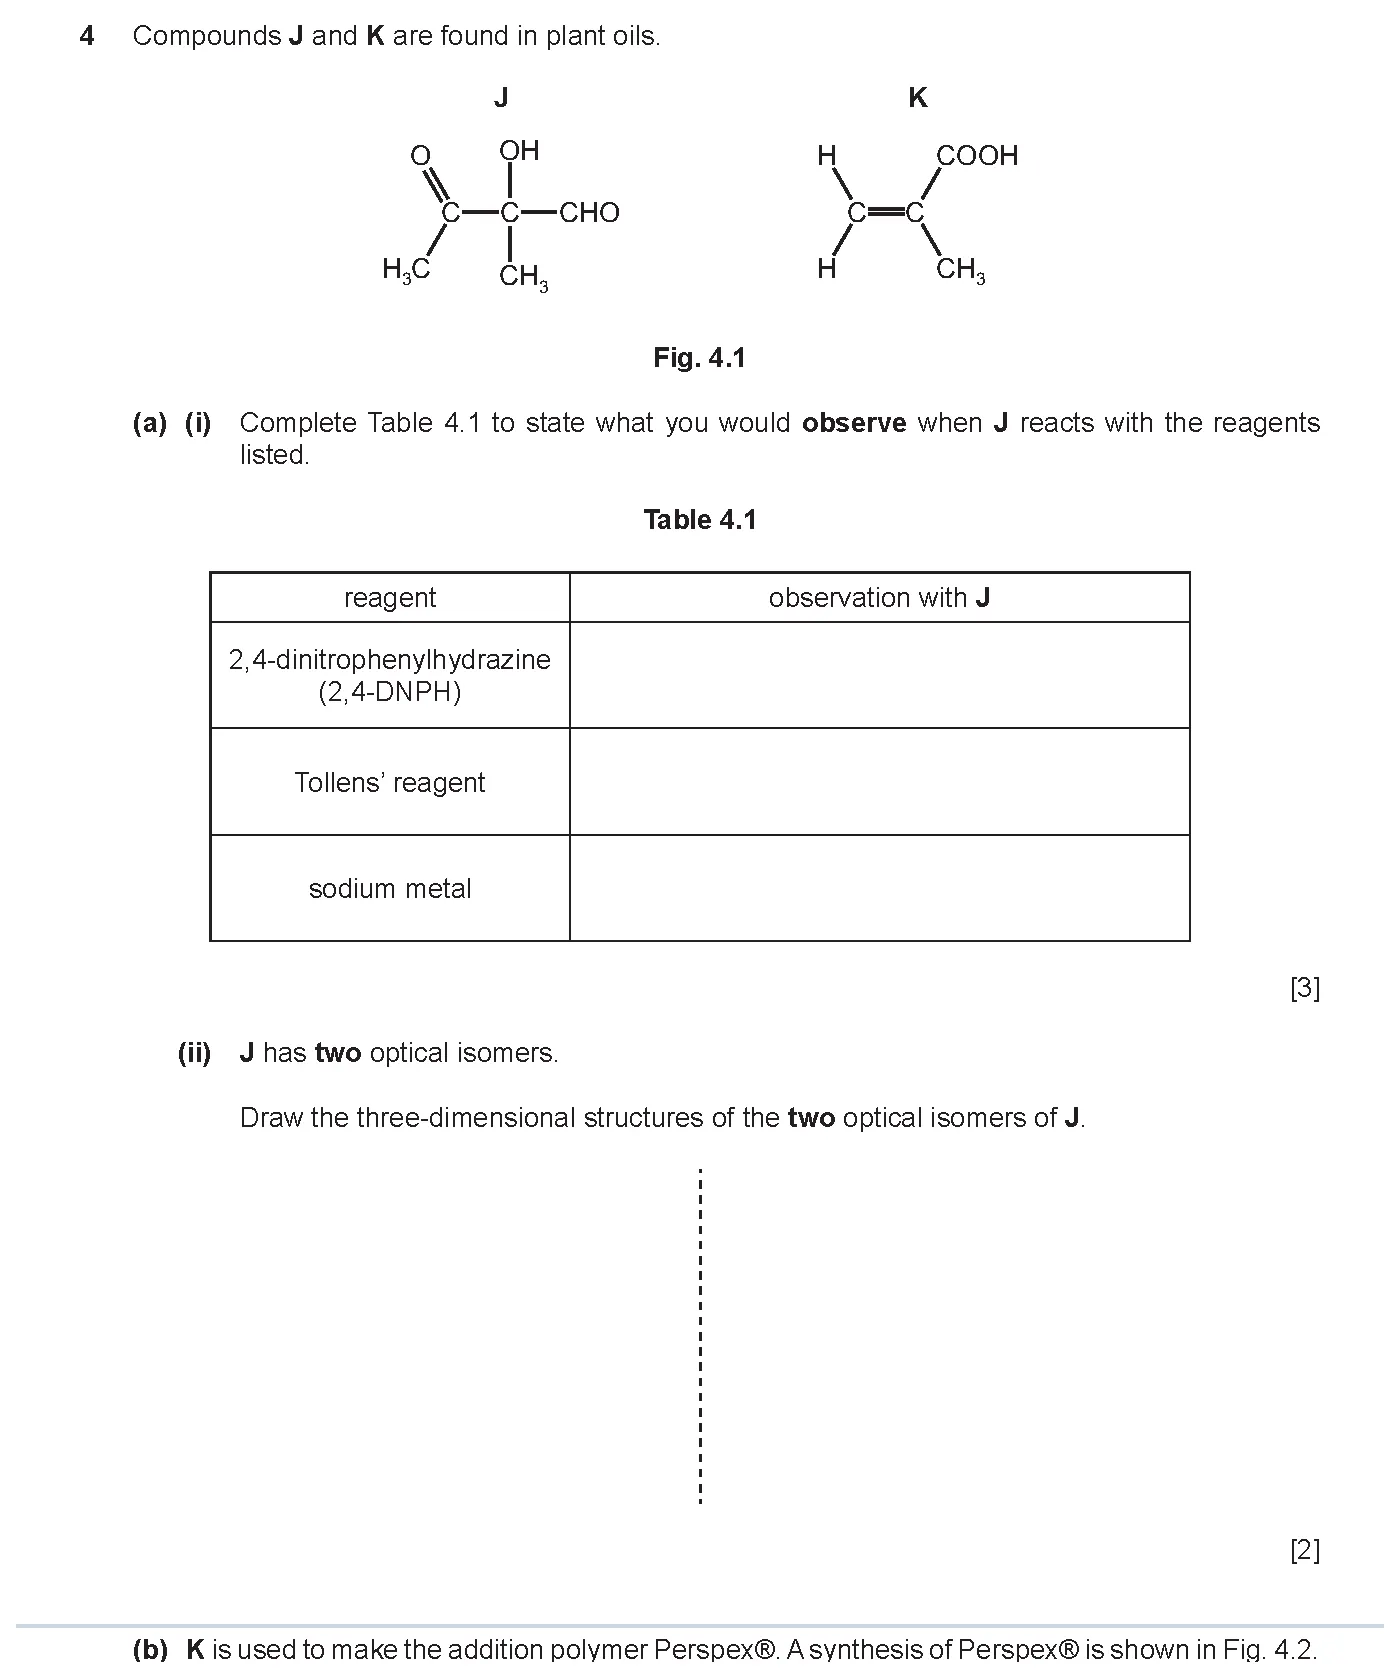 4 Compounds J and K are found in plant oils.
J K
O OH H COOH
C C CHO C C
H₃C CH₃ H CH₃
Fig. 4.1
(a) (i) Complete Table 4.1 to state what you would observe when J reacts with the reagents
listed.
Table 4.1
reagent observation with J
2,4-dinitrophenylhydrazine
(2,4-DNPH)
Tollens’ reagent
sodium metal
[3]
(ii) J has two optical isomers.
Draw the three-dimensional structures of the two optical isomers of J.
[2]
(b) K is used to make the addition polymer Perspex®. A synthesis of Perspex® is shown in Fig. 4.2.